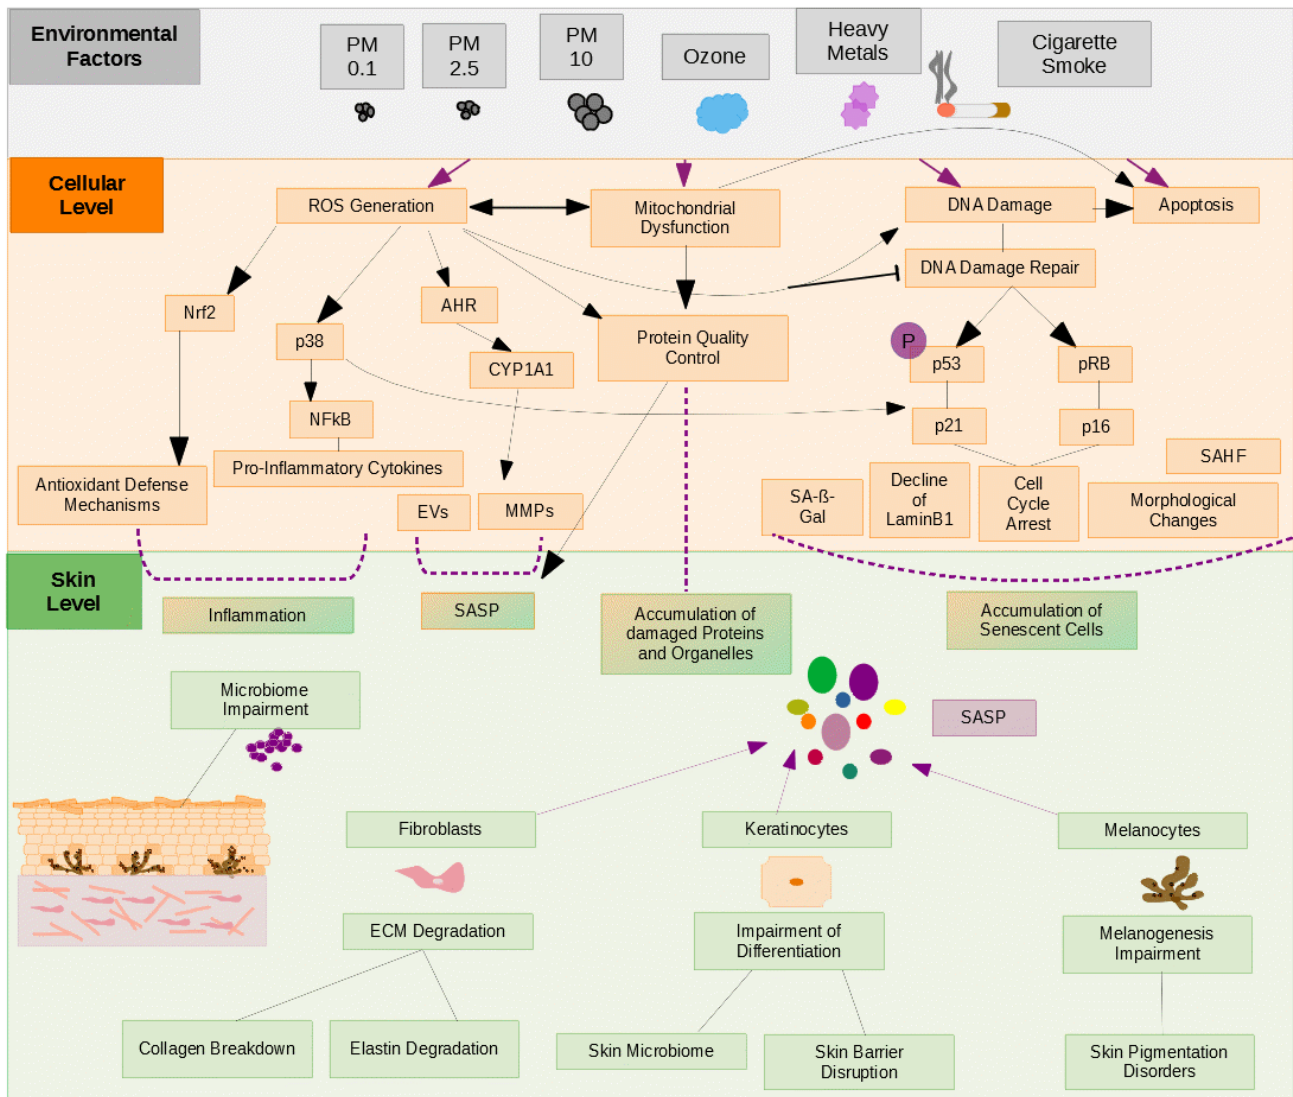 Environmental
Factors
PM
0.1
PM
2.5
PM
10
Ozone
Heavy
Metals
Cigarette
Smoke
Cellular
Level
ROS Generation
Mitochondrial
Dysfunction
DNA Damage
Apoptosis
DNA Damage Repair
Nrf2
AHR
p38
Protein Quality
Control
P
p53
pRB
CYP1A1
NFkB
p21
p16
Pro-Inflammatory Cytokines
SAHF
Antioxidant Defense
Mechanisms
EVs
MMPs
SA-ß-
Gal
Decline
of
LaminB1
Cell
Cycle
Arrest
Morphological
Changes
Skin
Level
Inflammation
SASP
Accumulation of
damaged Proteins
and Organelles
Accumulation of
Senescent Cells
Microbiome
Impairment
SASP
Fibroblasts
Keratinocytes
Melanocytes
ECM Degradation
Impairment of
Differentiation
Melanogenesis
Impairment
Collagen Breakdown
Elastin Degradation
Skin Microbiome
Skin Barrier
Disruption
Skin Pigmentation
Disorders